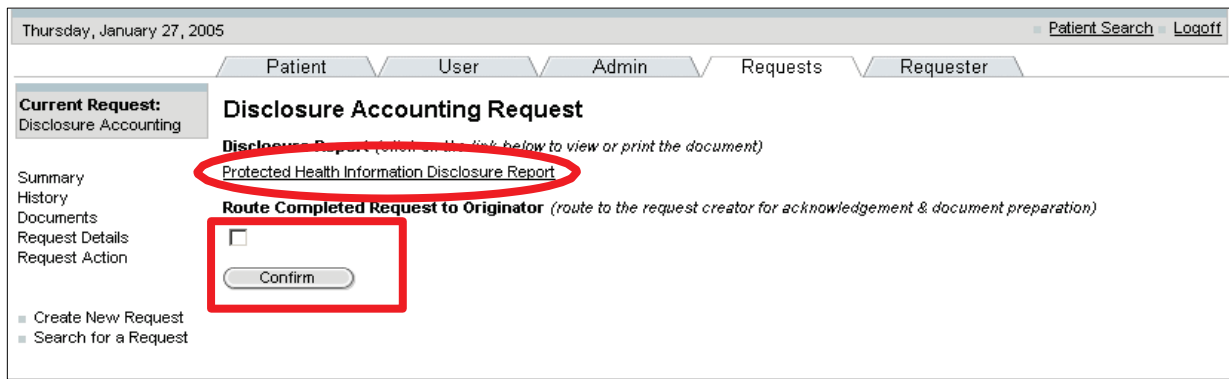 Thursday, January 27, 2005
Patient Search Logoff
Patient User Admin Requests Requester
Current Request:
Disclosure Accounting
Summary
History
Documents
Request Details
Request Action
Create New Request
Search for a Request
Disclosure Accounting Request
Disclosure Report (click on the link below to view or print the document)
Protected Health Information Disclosure Report
Route Completed Request to Originator (route to the request creator for acknowledgement & document preparation)
Confirm